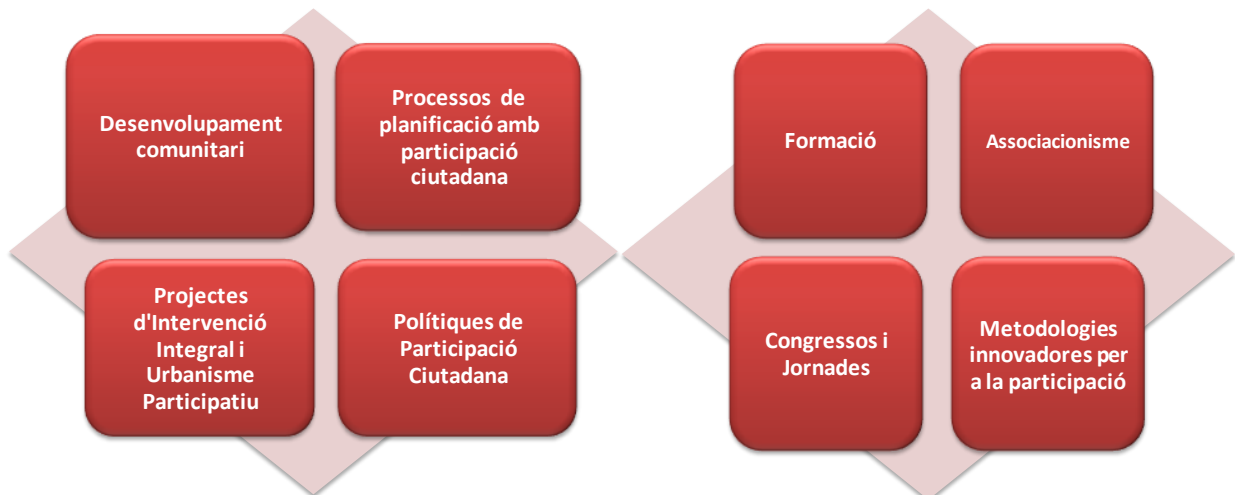 Desenvolupament
comunitari
Processos de
planificació amb
participació
ciutadana
Projectes
d'Intervenció
Integral i
Urbanisme
Participatiu
Polítiques de
Participació
Ciutadana
Formació
Associacionisme
Congressos i
Jornades
Metodologies
innovadores per
a la participació